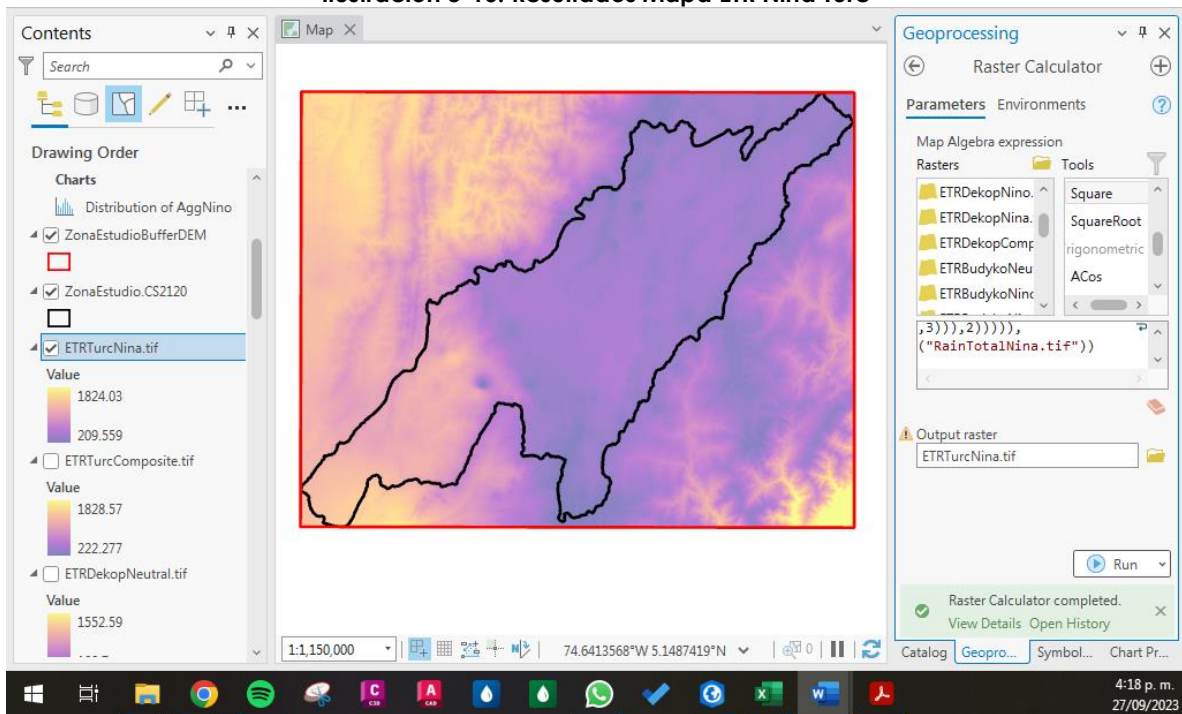 Contents
Search
Drawing Order
Charts
Distribution of AggNino
ZonaEstudioBufferDEM
ZonaEstudio.CS2120
ETRTurcNina.tif
Value
1824.03
209.559
ETRTurcComposite.tif
Value
1828.57
222.277
ETRDekopNeutral.tif
Value
1552.59
Map
1:1,150,000
74.6413568°W 5.1487419°N
0
Geoprocessing
Raster Calculator
Parameters Environments
Map Algebra expression
Rasters Tools
ETRDekopNino.
ETRDekopNina.
ETRDekopComp
ETRBudykoNeu
ETRBudykoNino
Square
SquareRoot
rigonometric
ACos
,3))),2))))),
("RainTotalNina.tif"))
Output raster
ETRTurcNina.tif
Run
Raster Calculator completed.
View Details Open History
Catalog Geopro... Symbol... Chart Pr...
4:18 p. m.
27/09/2023